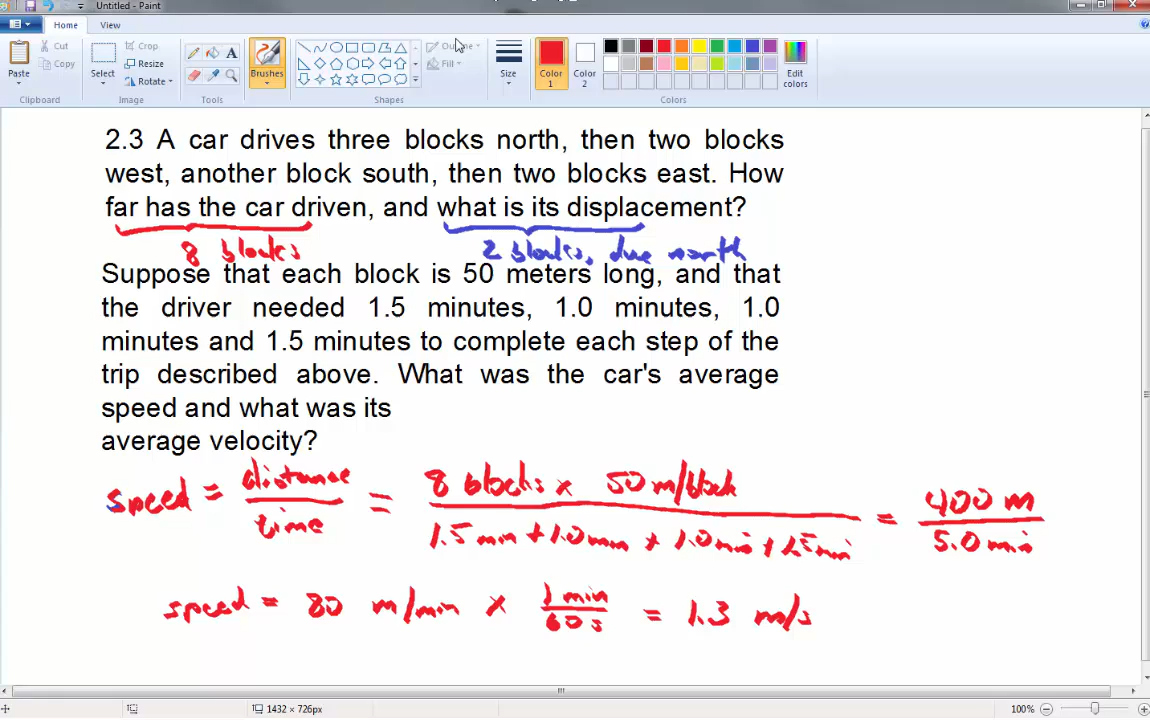 Untitled - Paint
Home View
Paste Cut Copy Select Crop Resize Rotate Brushes Outline Fill Size Color 1 Color 2 Edit colors
Clipboard Image Tools Shapes Colors
2.3 A car drives three blocks north, then two blocks
west, another block south, then two blocks east. How
far has the car driven, and what is its displacement?
8 blocks 2 blocks, due north
Suppose that each block is 50 meters long, and that
the driver needed 1.5 minutes, 1.0 minutes, 1.0
minutes and 1.5 minutes to complete each step of the
trip described above. What was the car's average
speed and what was its
average velocity?
speed = distance / time = 8 blocks x 50 m/block / 1.5 min + 1.0 min + 1.0 min + 1.5 min = 400 m / 5.0 min
speed = 80 m/min x 1 min / 60 s = 1.3 m/s
1432 × 726px 100%